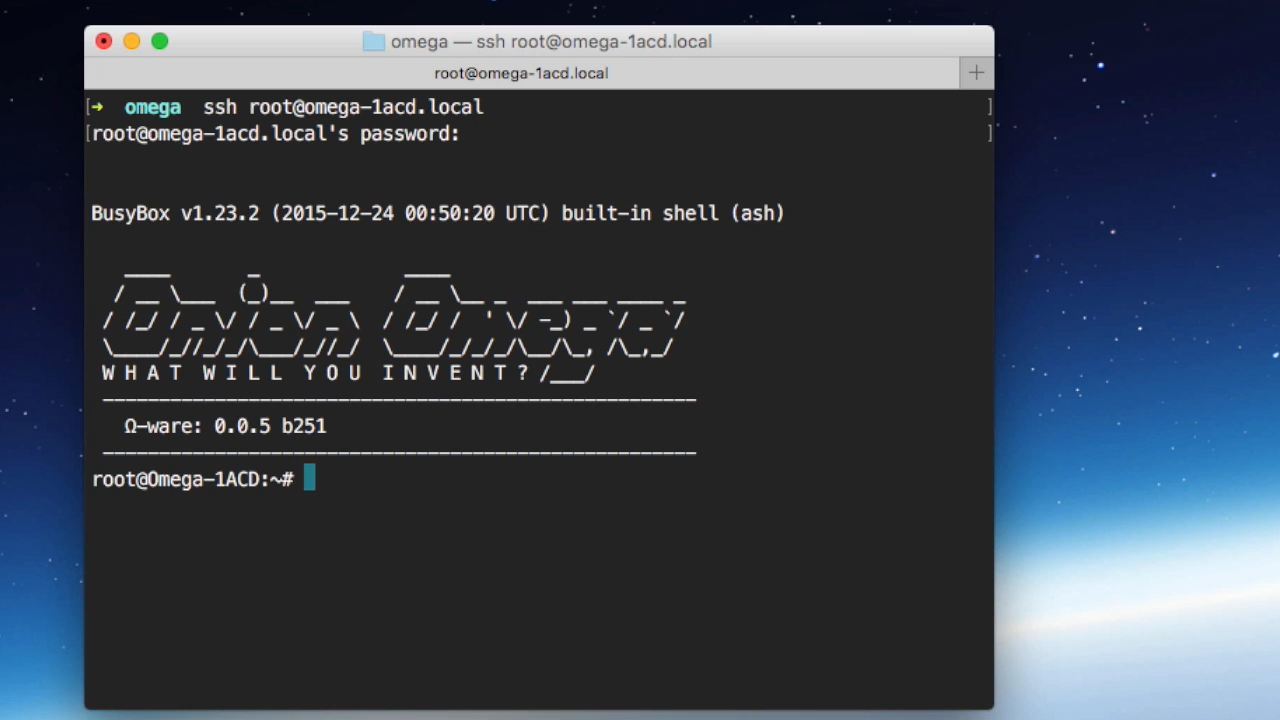 omega — ssh root@omega-1acd.local
root@omega-1acd.local
[➜ omega ssh root@omega-1acd.local ]
[root@omega-1acd.local's password: ]
BusyBox v1.23.2 (2015-12-24 00:50:20 UTC) built-in shell (ash)
Onion Omega
W H A T W I L L Y O U I N V E N T ?
Ω-ware: 0.0.5 b251
root@Omega-1ACD:~#